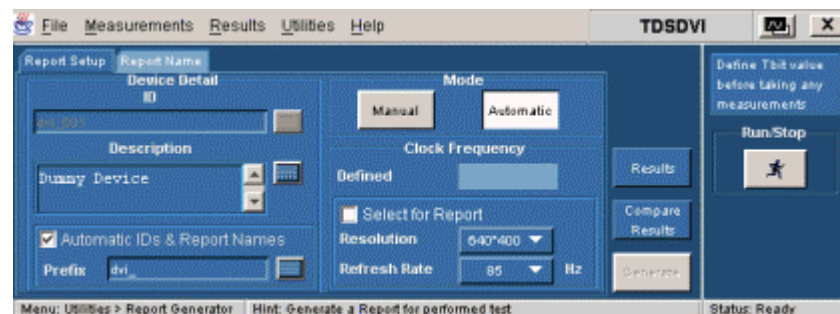 File Measurements Results Utilities Help TDSDVI X
Report Setup Report Name
Device Detail
ID
dvi_001
Description
Dummy Device
Automatic IDs & Report Names
Prefix dvi_
Mode
Manual Automatic
Clock Frequency
Defined
Select for Report
Resolution 640*400
Refresh Rate 85 Hz
Results
Compare
Results
Generate
Define Tbit value
before taking any
measurements
Run/Stop
Menu: Utilities > Report Generator Hint: Generate a Report for performed test Status: Ready